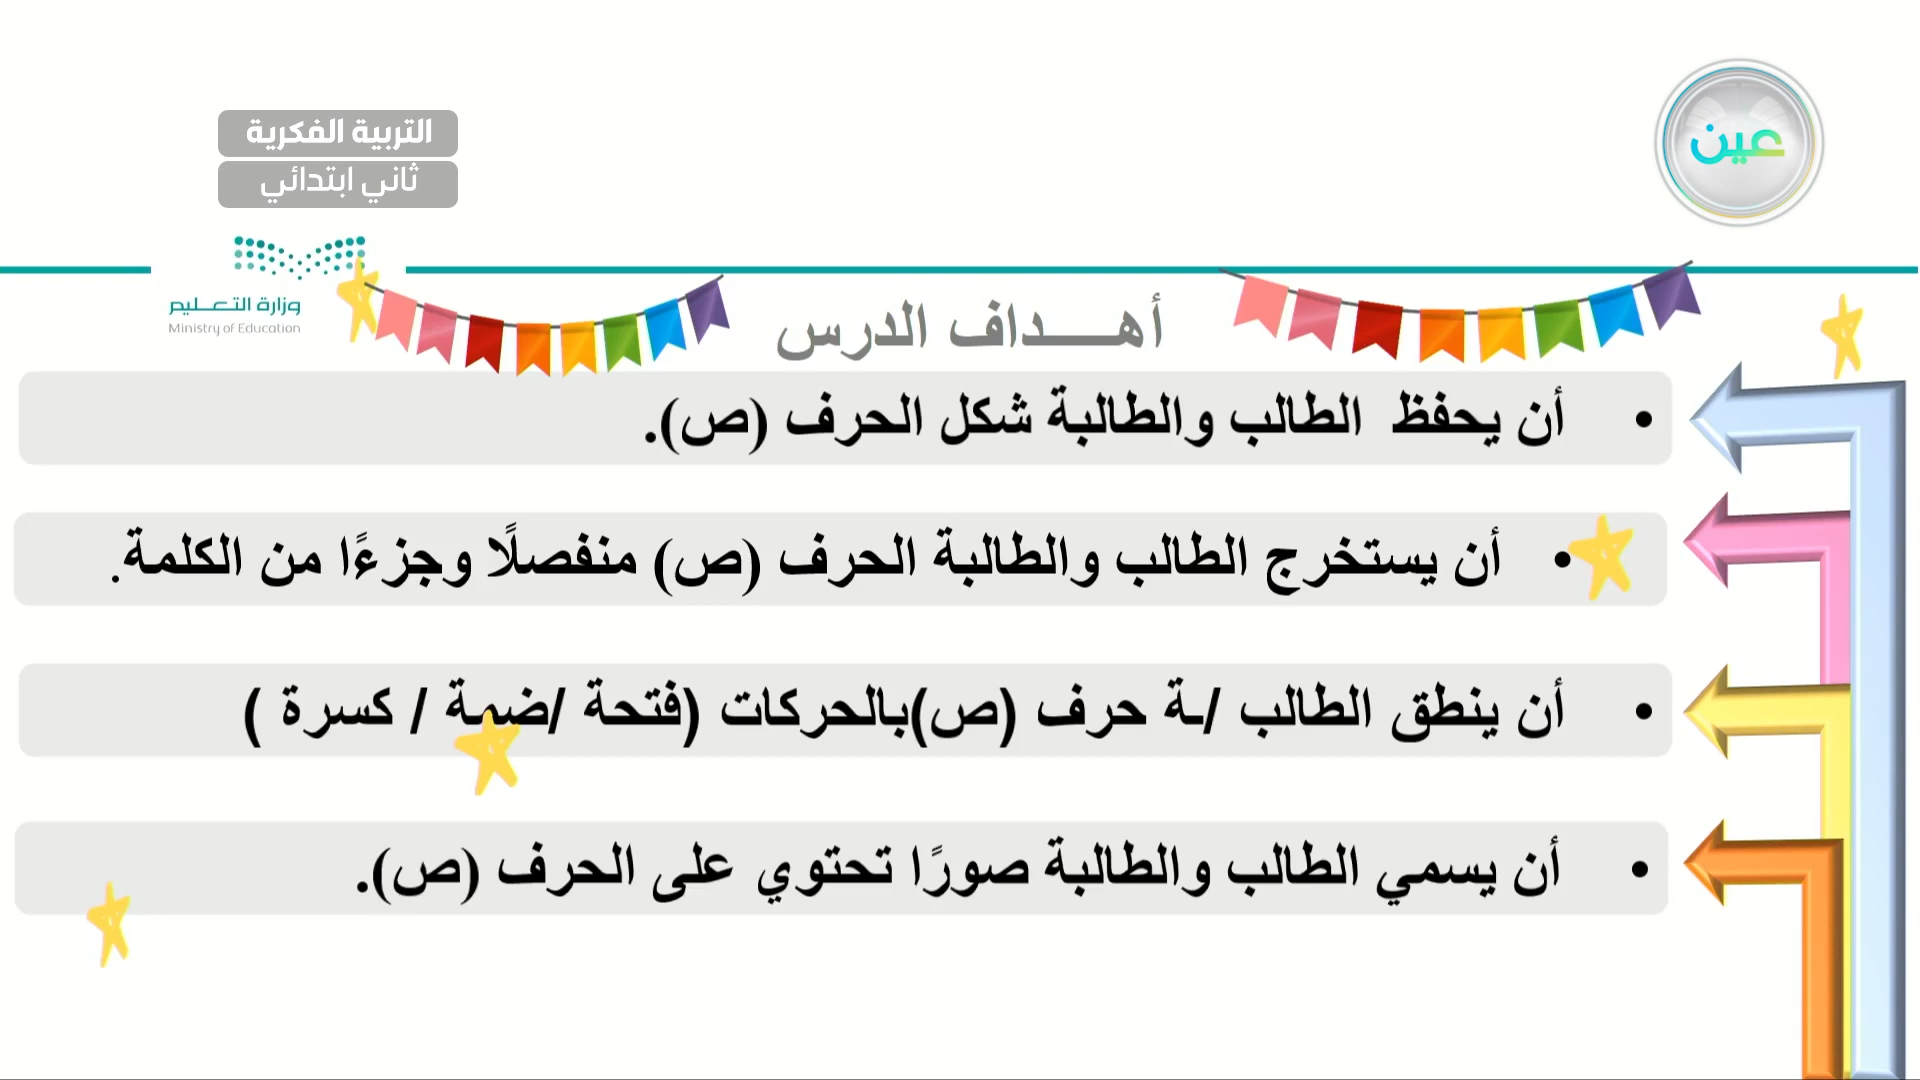 عين
التربية الفكرية
ثاني ابتدائي
وزارة التعـليم
Ministry of Education
أهـــــداف الدرس
• أن يحفظ الطالب والطالبة شكل الحرف (ص).
• أن يستخرج الطالب والطالبة الحرف (ص) منفصلًا وجزءًا من الكلمة.
• أن ينطق الطالب /ـة حرف (ص)بالحركات (فتحة /ضمة / كسرة )
• أن يسمي الطالب والطالبة صورًا تحتوي على الحرف (ص).